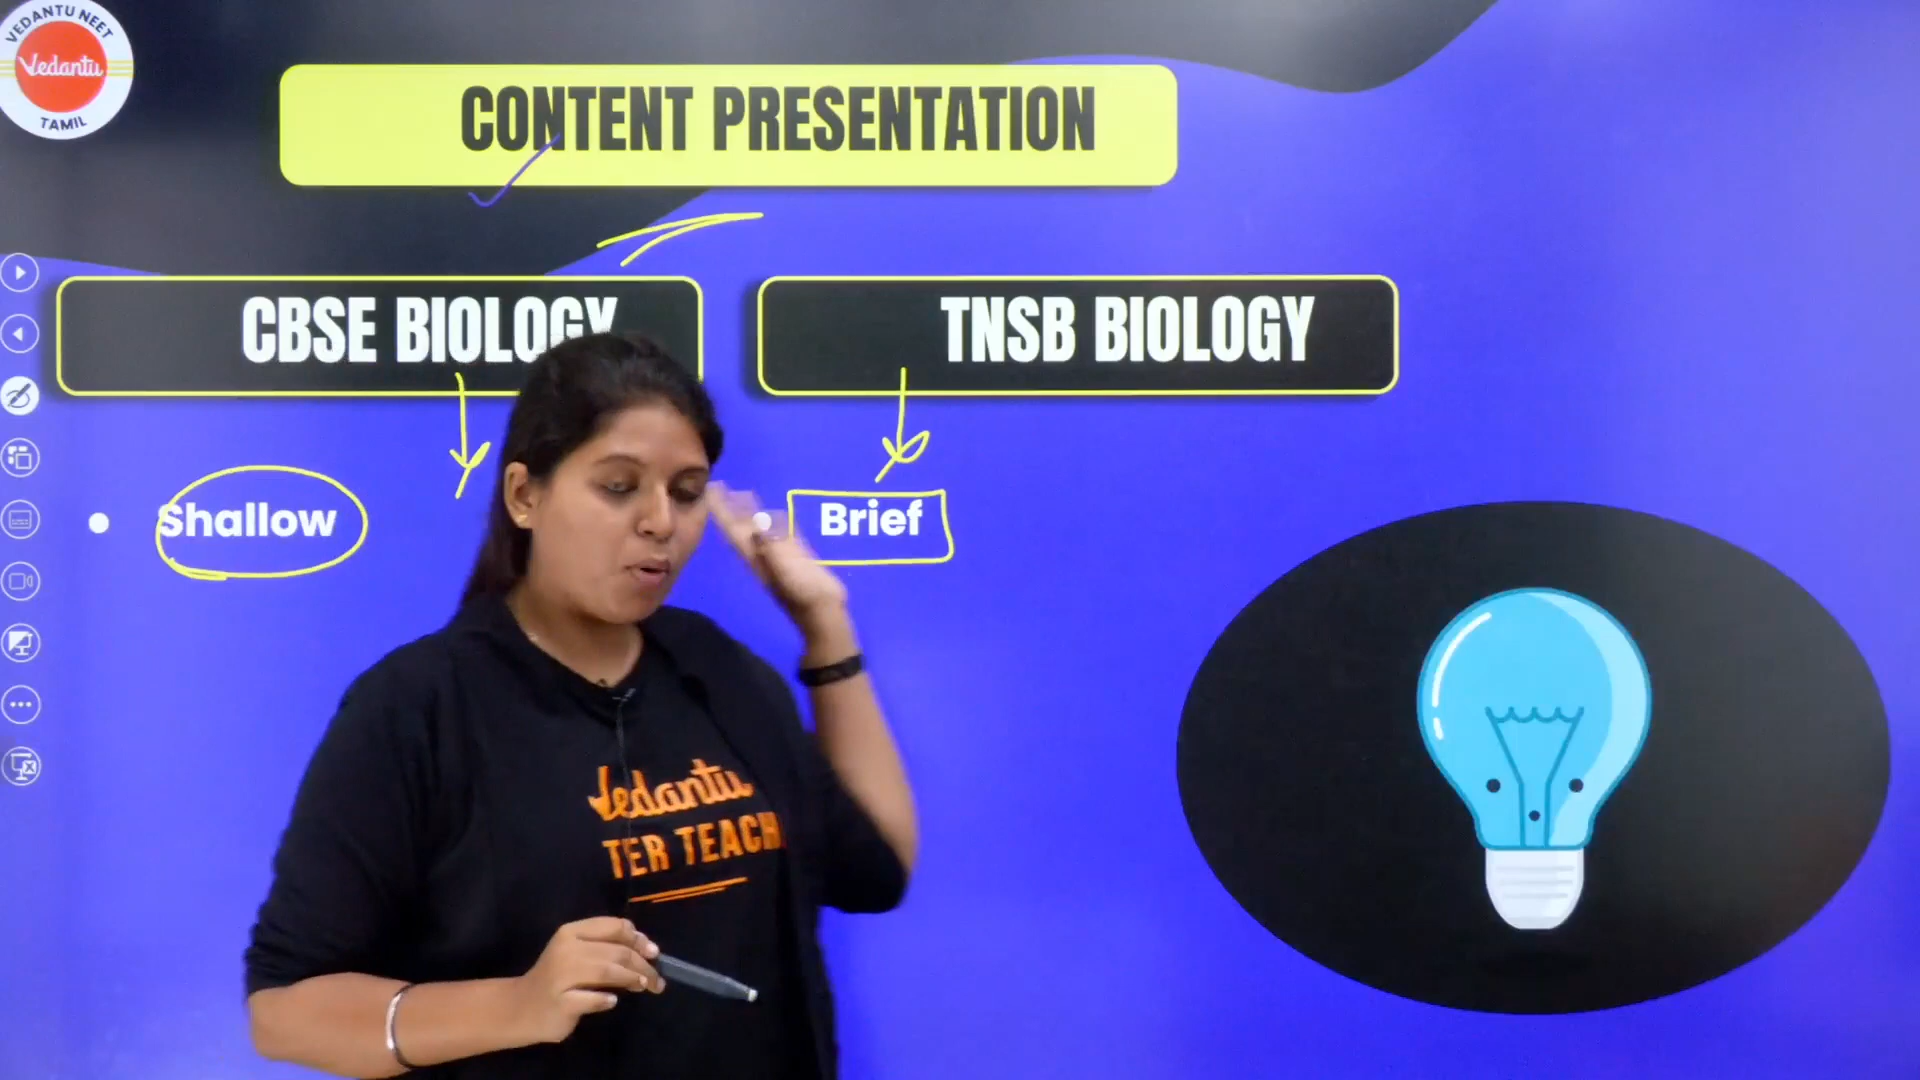 VEDANTU NEET
Vedantu
TAMIL
CONTENT PRESENTATION
CBSE BIOLOGY
TNSB BIOLOGY
Shallow
Brief
Vedantu
TER TEACH